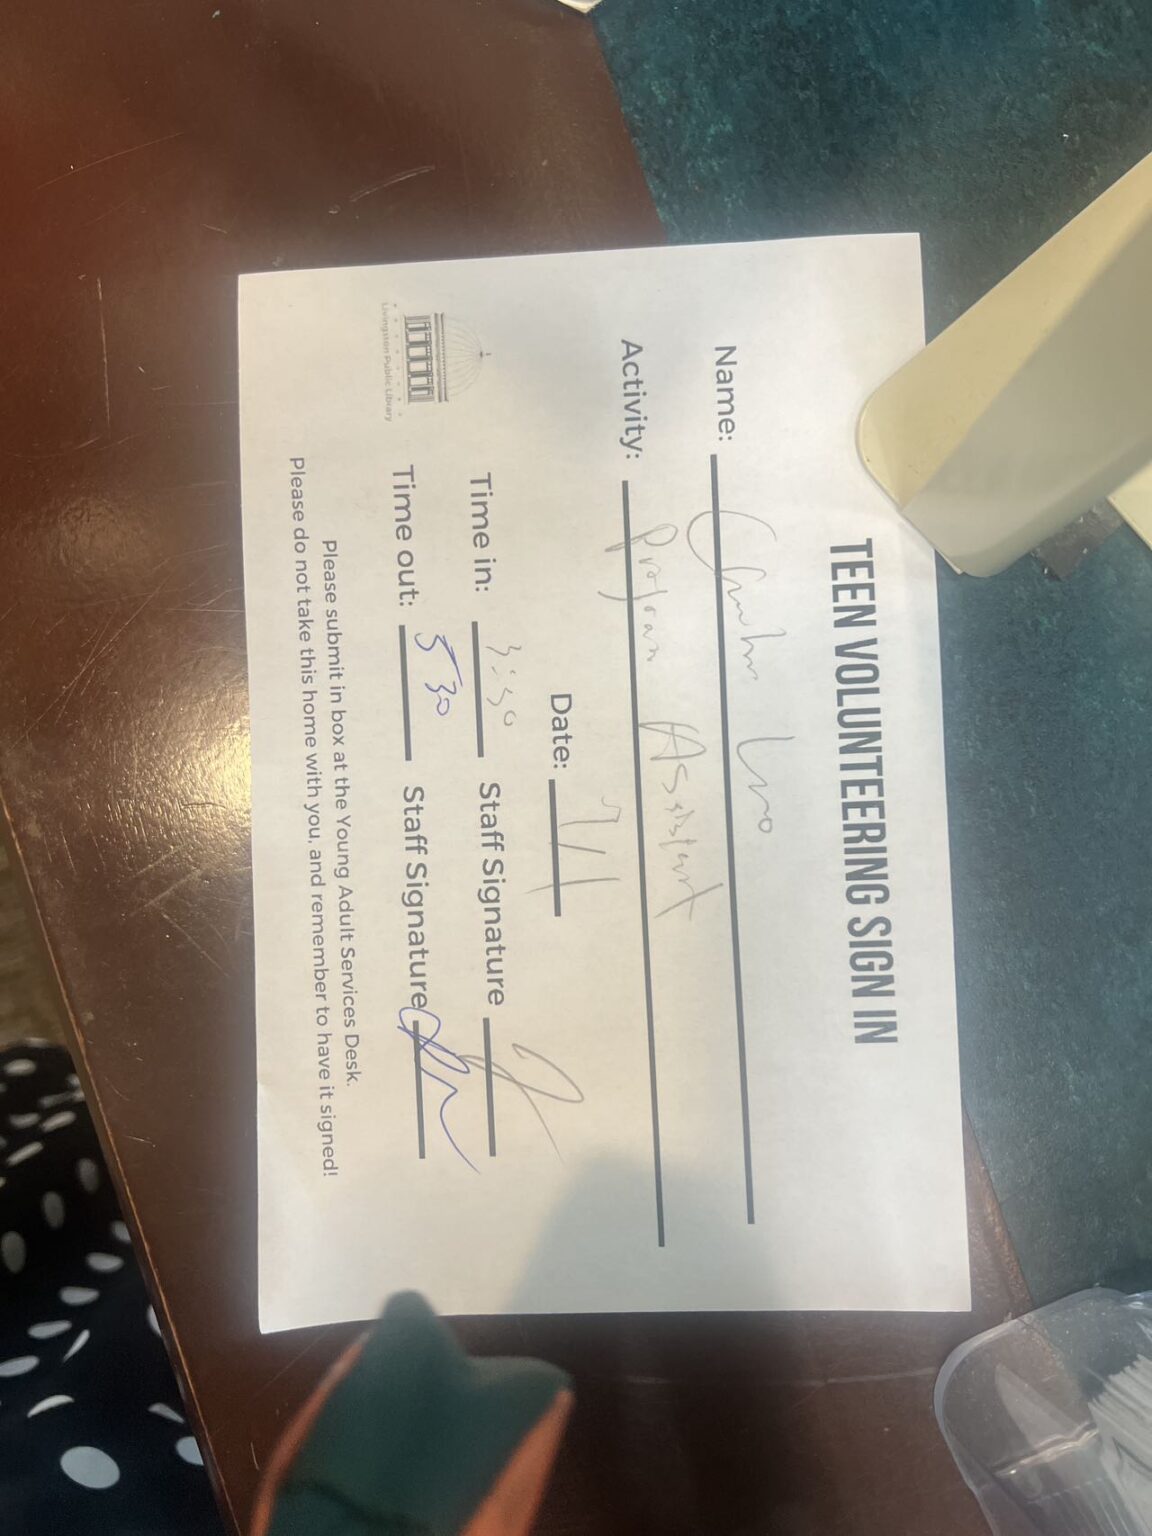 TEEN VOLUNTEERING SIGN IN
Name:
Activity: Program Assistant
Date: 7/1
Time in: 3:30 Staff Signature
Time out: 5 30 Staff Signature
Livingston Public Library
Please submit in box at the Young Adult Services Desk.
Please do not take this home with you, and remember to have it signed!